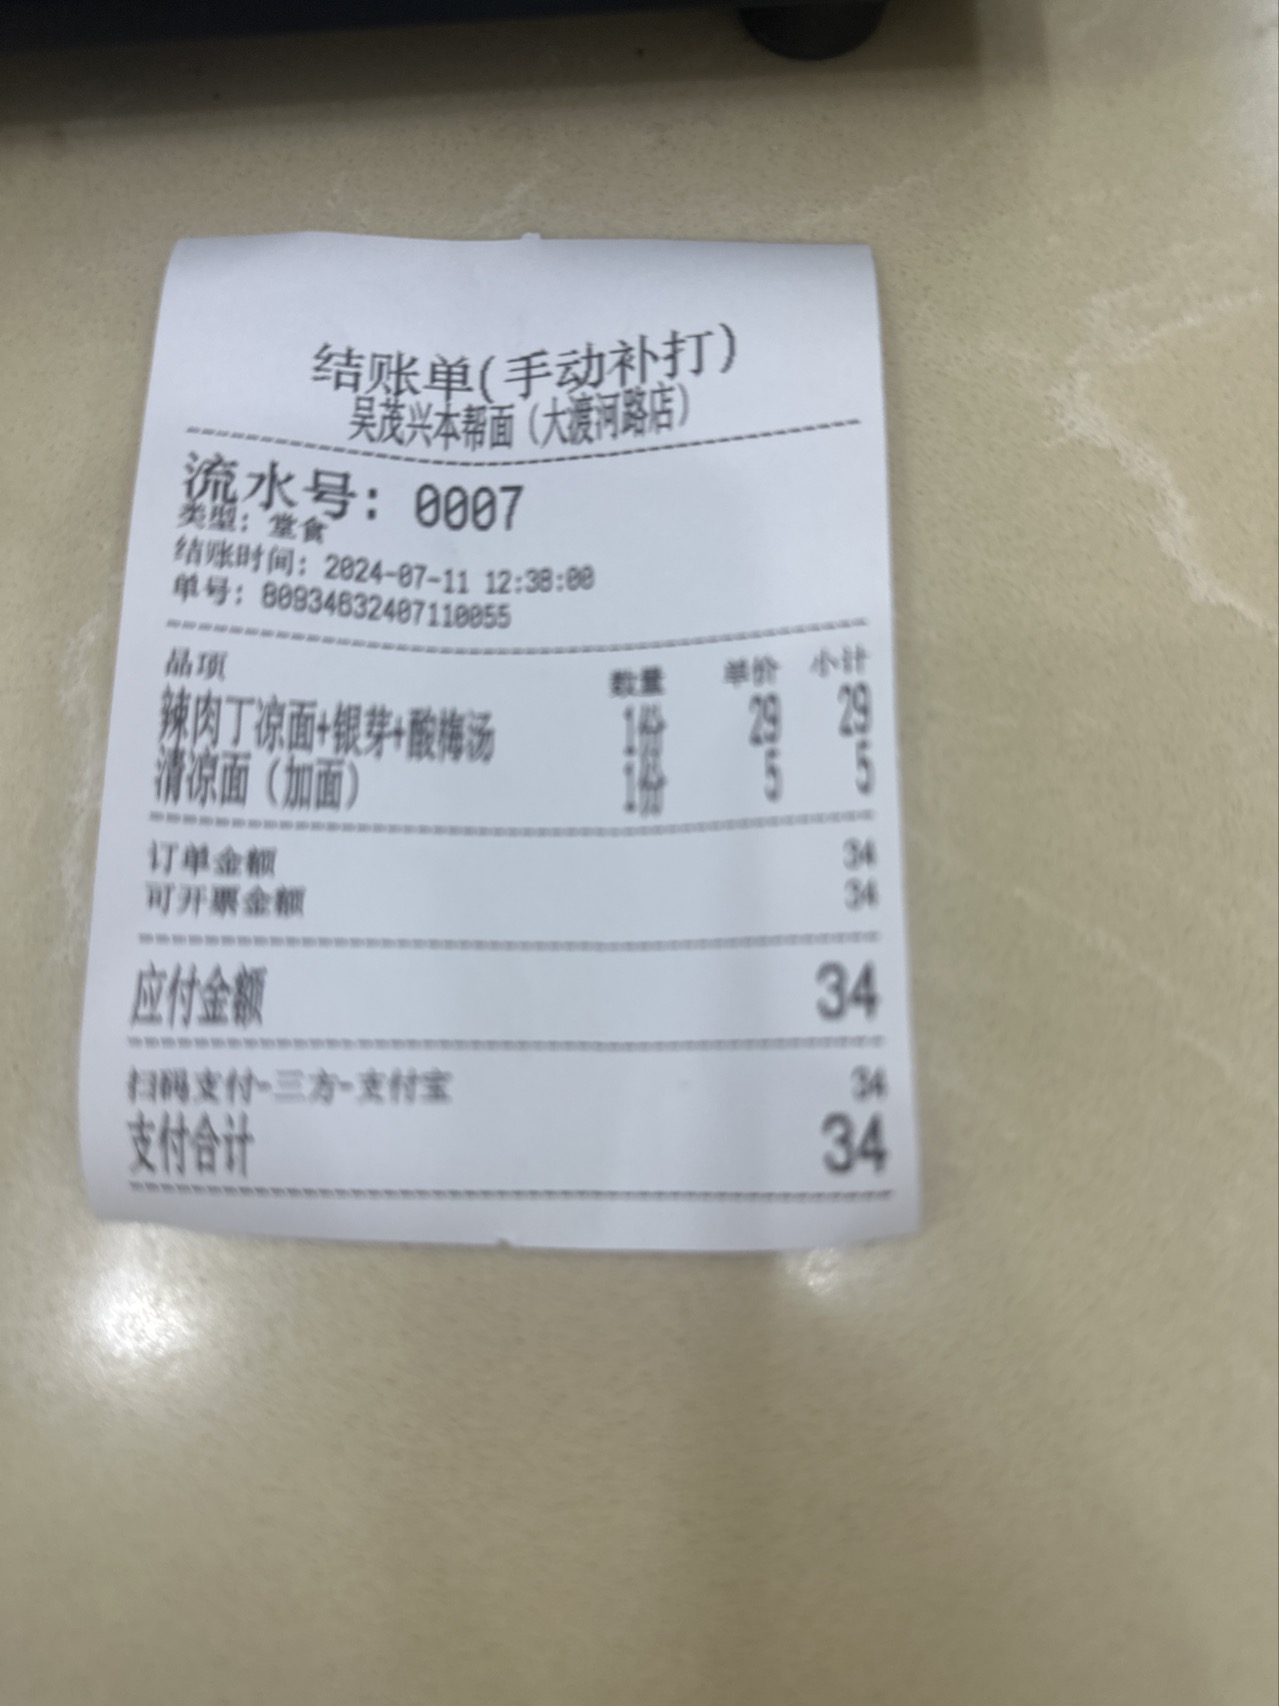 结账单(手动补打)
吴茂兴本帮面（大渡河路店）
流水号：0007
类型：堂食
结账时间：2024-07-11 12:38:00
单号：80934632407110055
品项 数量 单价 小计
辣肉丁凉面+银芽+酸梅汤 1份 29 29
清凉面（加面） 1份 5 5
订单金额 34
可开票金额 34
应付金额 34
扫码支付-三方-支付宝 34
支付合计 34